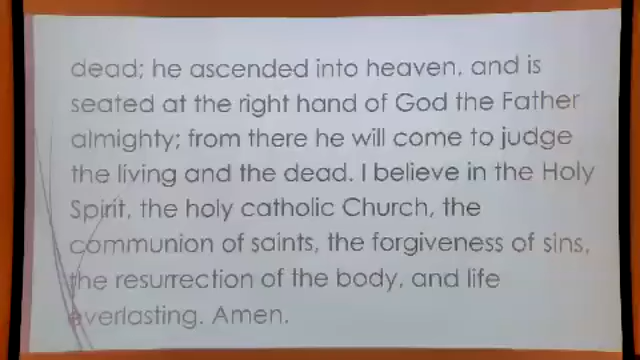 dead; he ascended into heaven, and is
seated at the right hand of God the Father
almighty; from there he will come to judge
the living and the dead. I believe in the Holy
Spirit, the holy catholic Church, the
communion of saints, the forgiveness of sins,
the resurrection of the body, and life
everlasting. Amen.